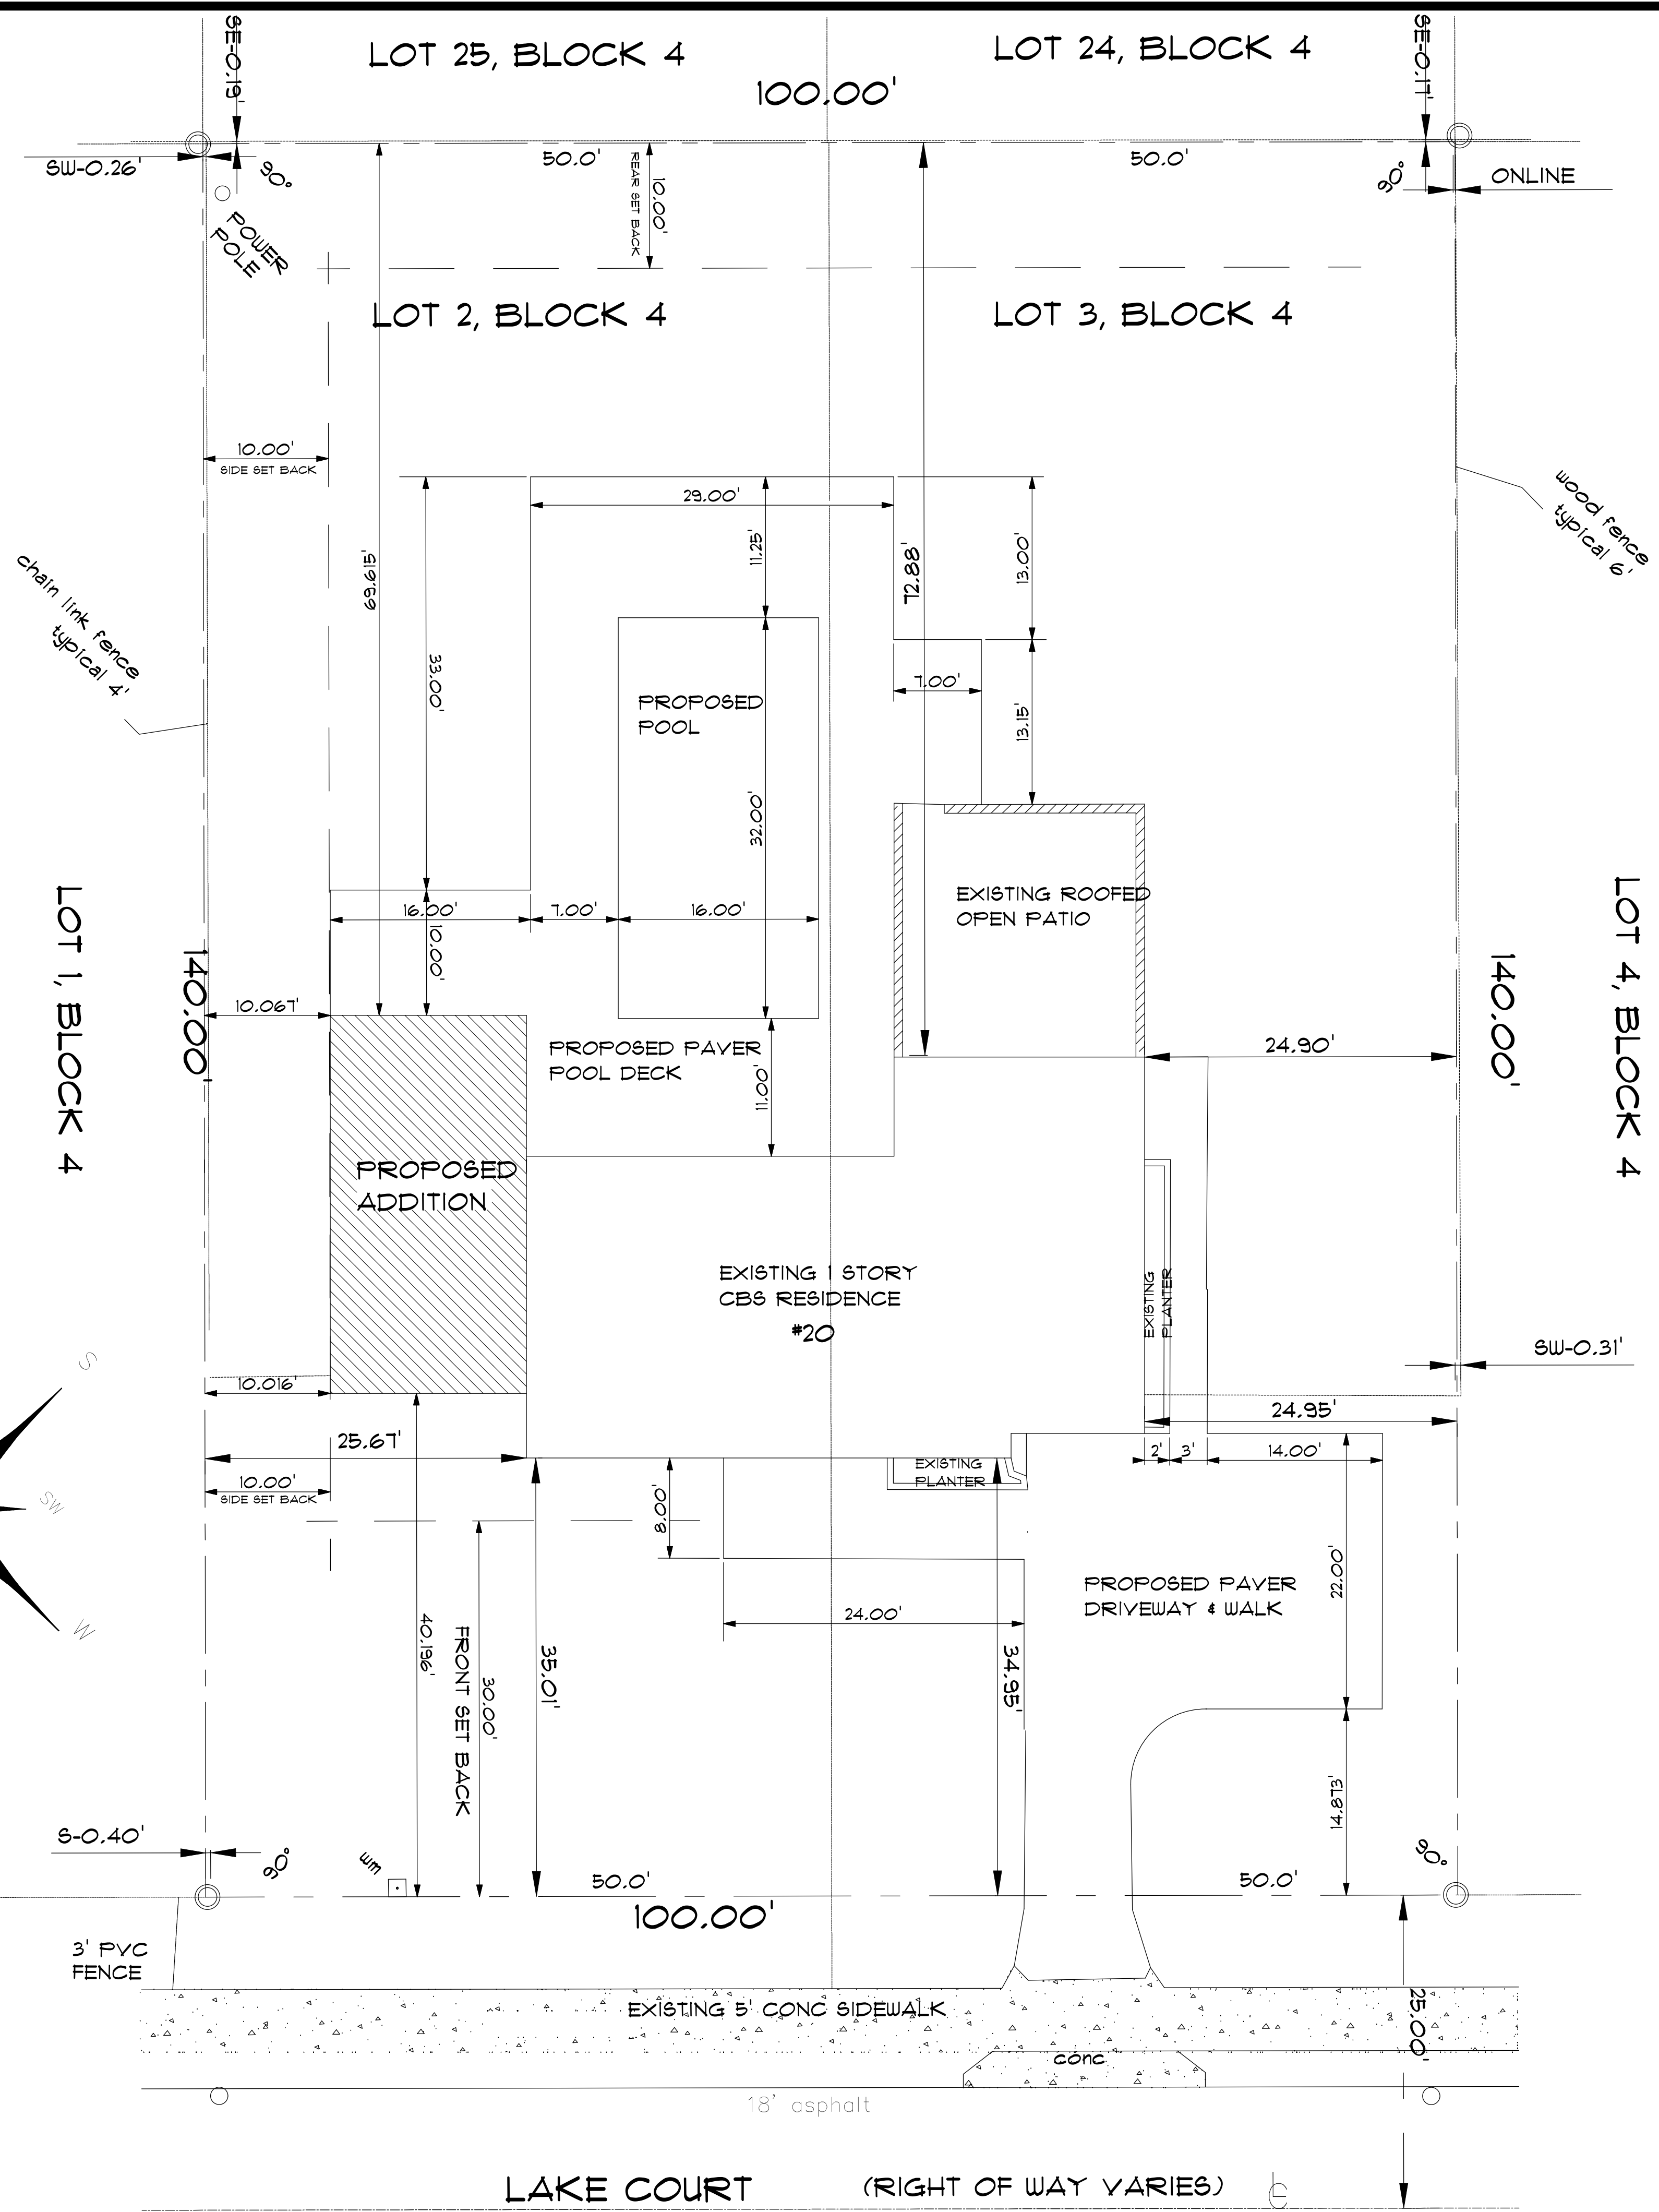 LOT 25, BLOCK 4
LOT 24, BLOCK 4
SE-0.19'
SE-0.17'
100.00'
SW-0.26'
90°
50.0'
REAR SET BACK
10.00'
50.0'
90°
ONLINE
POWER
POLE
LOT 2, BLOCK 4
LOT 3, BLOCK 4
10.00'
SIDE SET BACK
29.00'
wood fence
typical 6'
chain link fence
typical 4'
69.615'
11.25'
72.88'
13.00'
33.00'
7.00'
PROPOSED
POOL
13.15'
32.00'
EXISTING ROOFED
OPEN PATIO
16.00'
7.00'
16.00'
10.00'
LOT 1, BLOCK 4
140.00'
140.00'
LOT 4, BLOCK 4
10.067'
PROPOSED PAVER
POOL DECK
24.90'
11.00'
PROPOSED
ADDITION
EXISTING 1 STORY
CBS RESIDENCE
#20
EXISTING
PLANTER
S
SW-0.31'
10.016'
24.95'
25.67'
2'
3'
14.00'
EXISTING
PLANTER
10.00'
SIDE SET BACK
SW
8.00'
22.00'
PROPOSED PAVER
DRIVEWAY & WALK
W
24.00'
40.196'
FRONT SET BACK
30.00'
35.01'
34.95'
14.873'
S-0.40'
90°
wm
50.0'
50.0'
90°
100.00'
3' PVC
FENCE
EXISTING 5' CONC SIDEWALK
25.00'
conc
18' asphalt
LAKE COURT
(RIGHT OF WAY VARIES)
CL